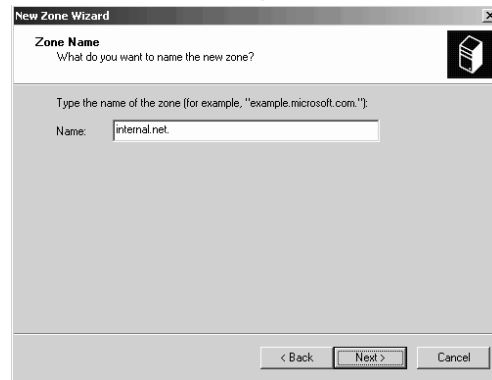 New Zone Wizard
Zone Name
What do you want to name the new zone?
Type the name of the zone (for example, "example.microsoft.com."):
Name: internal.net.
< Back Next > Cancel